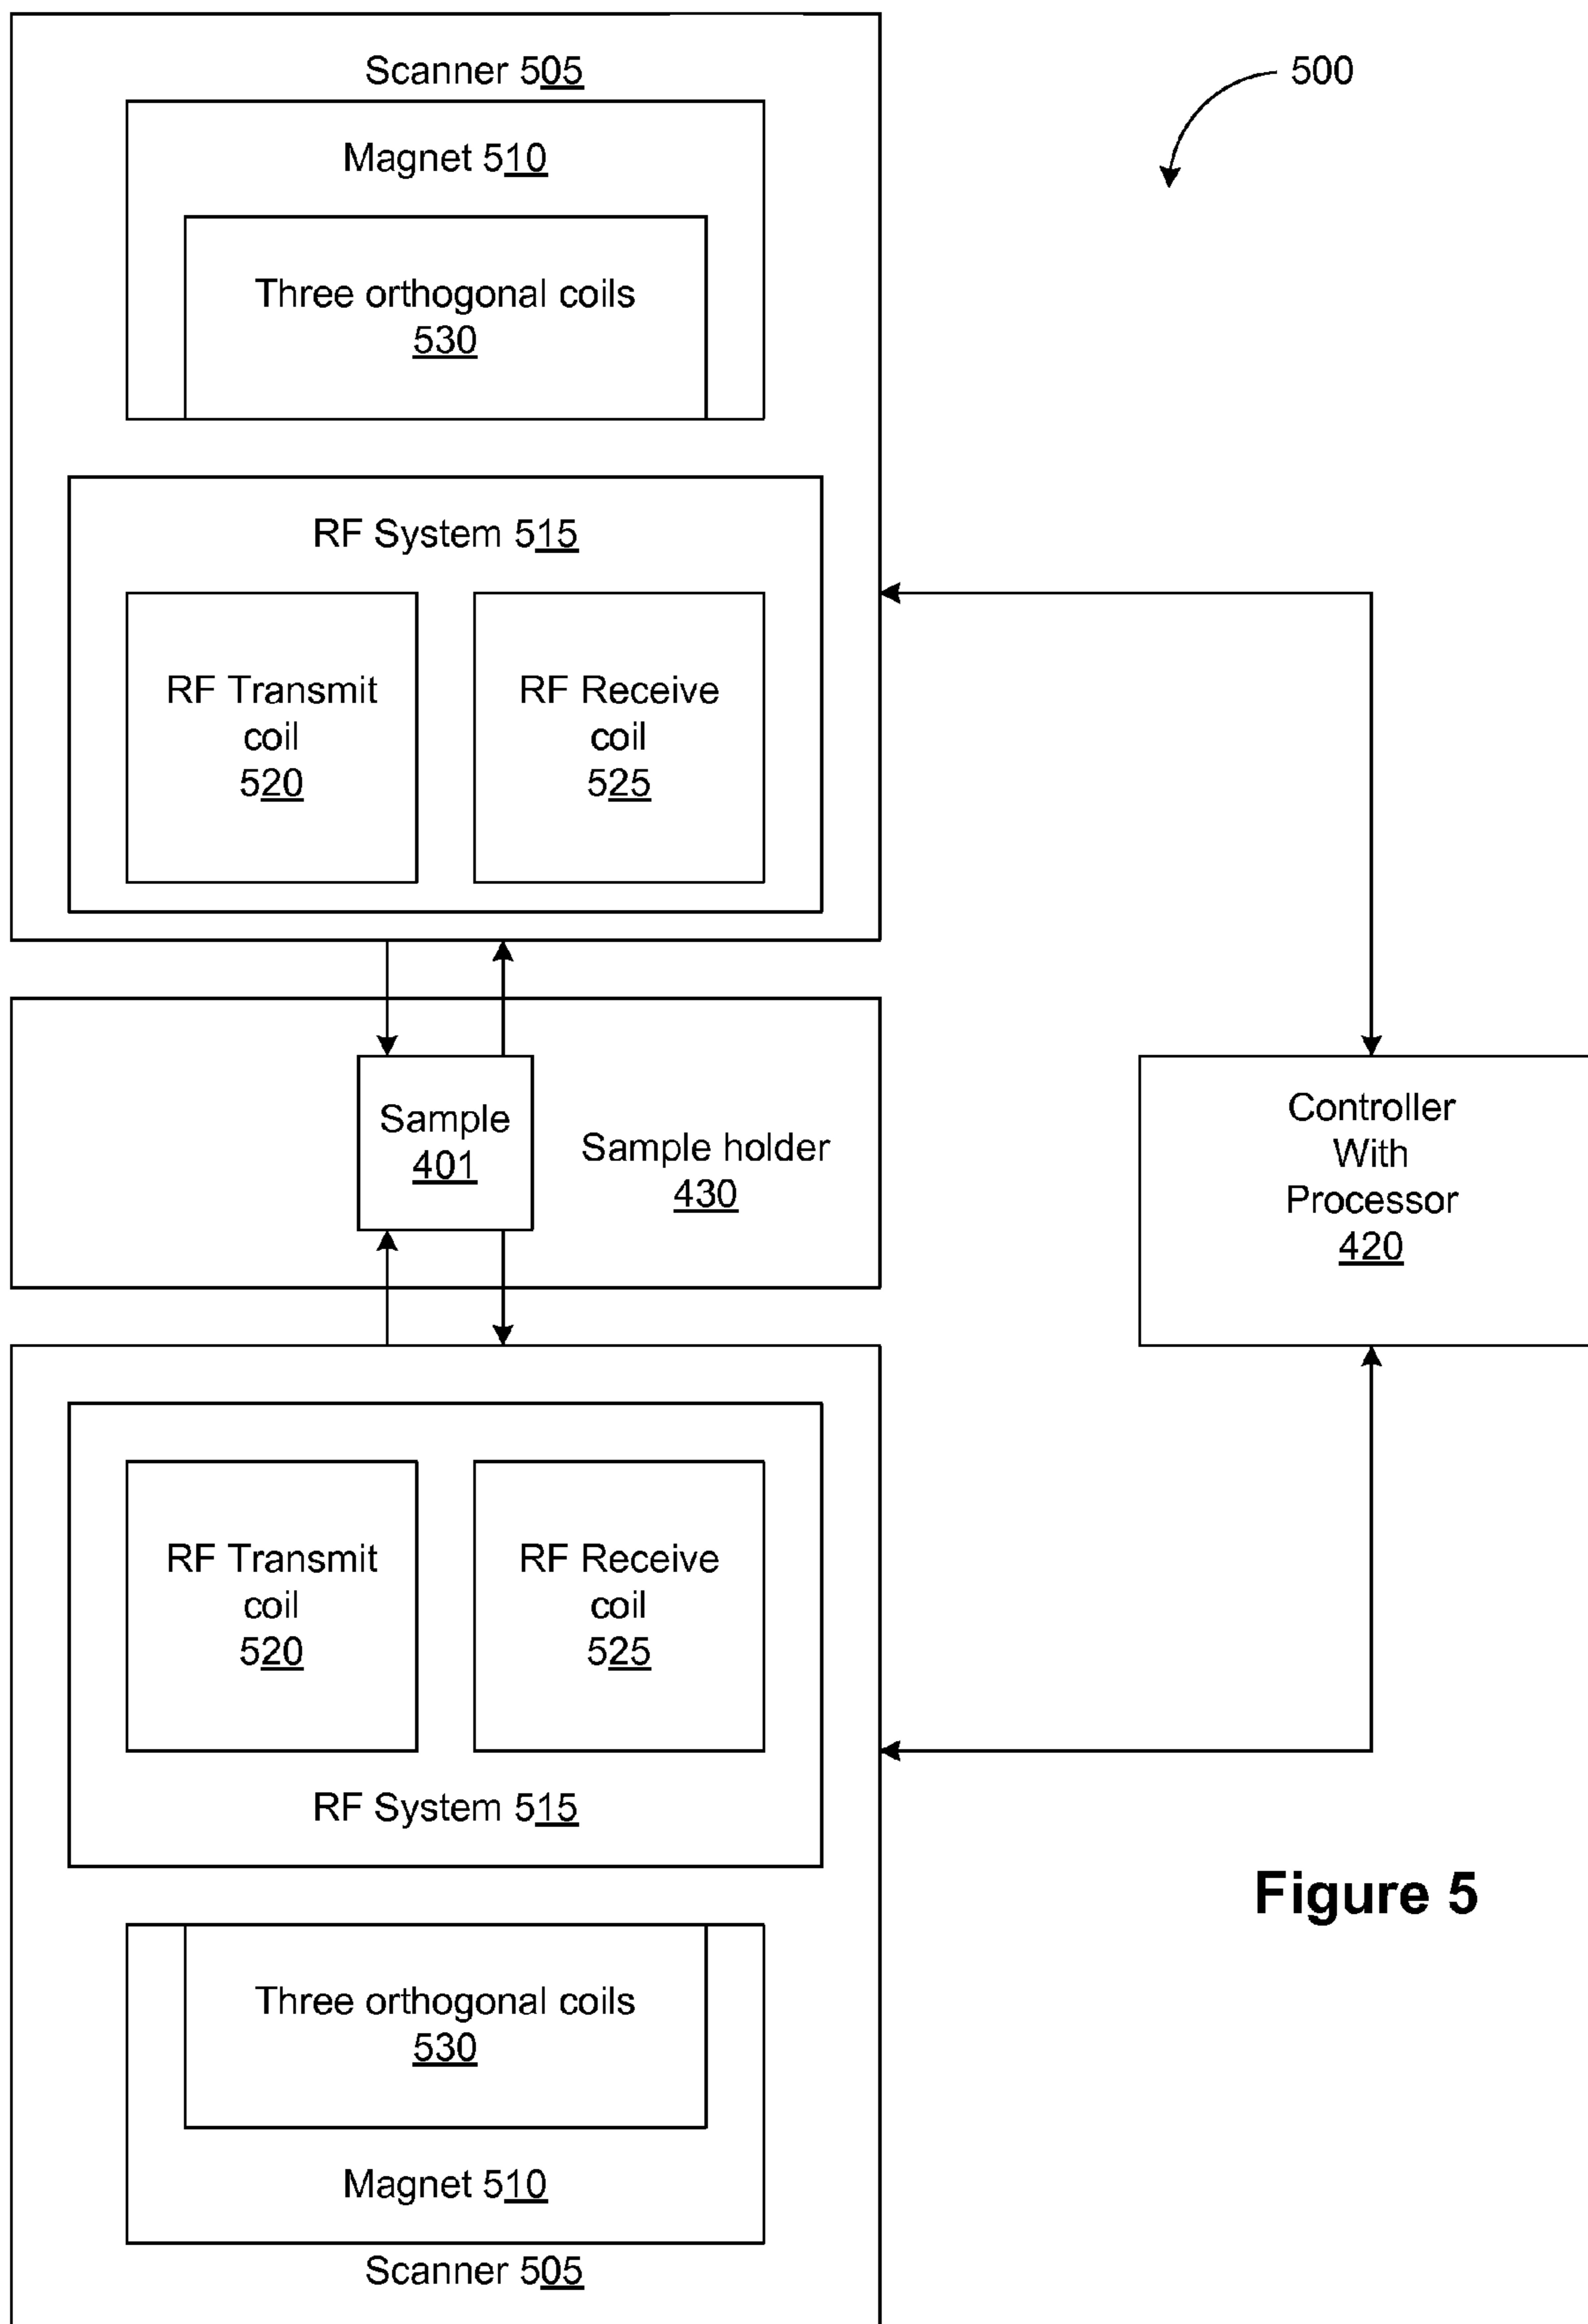 Scanner 505
500
Magnet 510
Three orthogonal coils
530
RF System 515
RF Transmit
coil
520
RF Receive
coil
525
Sample
401
Sample holder
430
Controller
With
Processor
420
RF Transmit
coil
520
RF Receive
coil
525
RF System 515
Figure 5
Three orthogonal coils
530
Magnet 510
Scanner 505